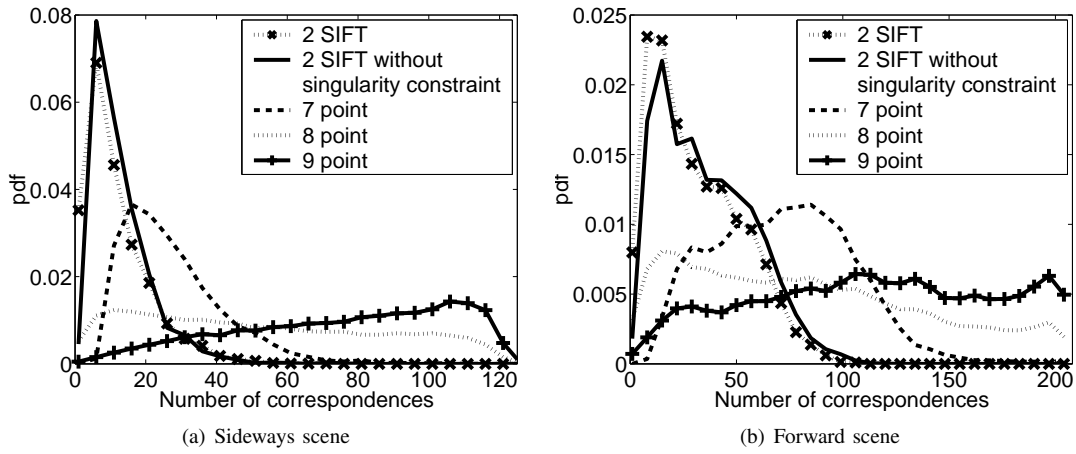 0.08
0.06
0.04
0.02
0
pdf
2 SIFT
2 SIFT without
singularity constraint
7 point
8 point
9 point
0 20 40 60 80 100 120
Number of correspondences
(a) Sideways scene
0.025
0.02
0.015
0.01
0.005
0
pdf
2 SIFT
2 SIFT without
singularity constraint
7 point
8 point
9 point
0 50 100 150 200
Number of correspondences
(b) Forward scene